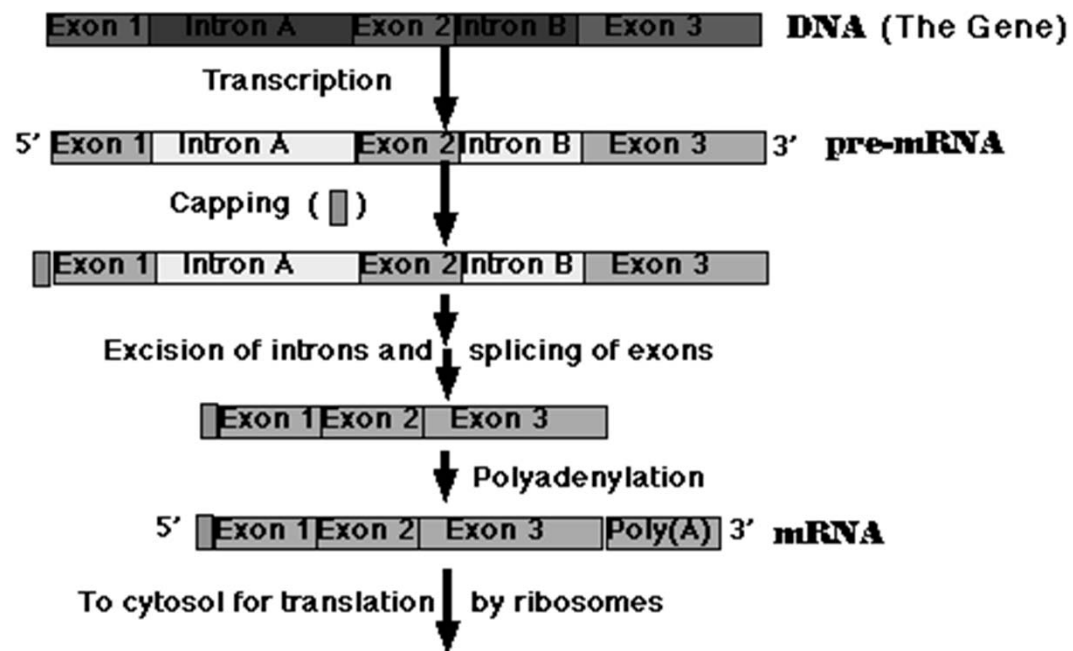 Exon 1 Intron A Exon 2 Intron B Exon 3 DNA (The Gene)
Transcription
5' Exon 1 Intron A Exon 2 Intron B Exon 3 3' pre-mRNA
Capping ( )
Exon 1 Intron A Exon 2 Intron B Exon 3
Excision of introns and splicing of exons
Exon 1 Exon 2 Exon 3
Polyadenylation
5' Exon 1 Exon 2 Exon 3 Poly(A) 3' mRNA
To cytosol for translation by ribosomes